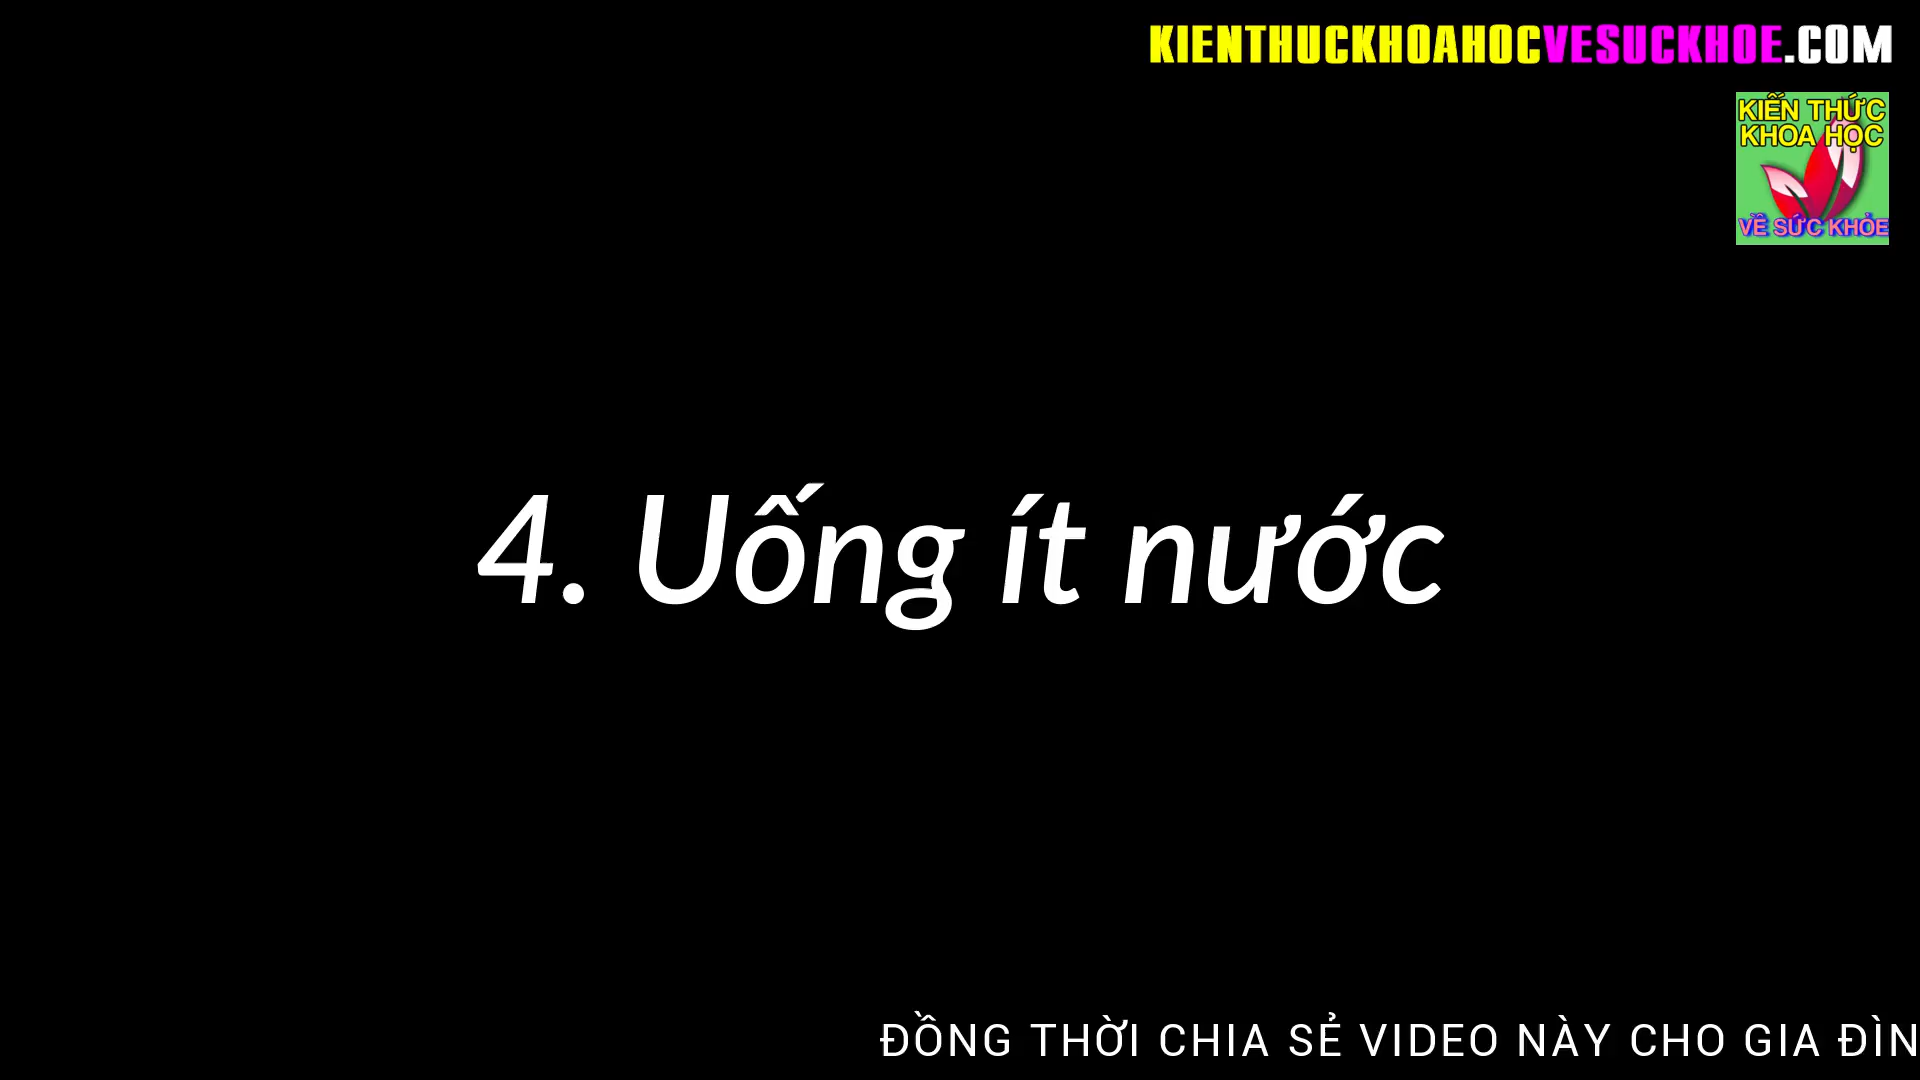 KIENTHUCKHOAHOCVESUCKHOE.COM
KIẾN THỨC
KHOA HỌC
VỀ SỨC KHỎE
4. Uống ít nước
ĐỒNG THỜI CHIA SẺ VIDEO NÀY CHO GIA ĐÌN